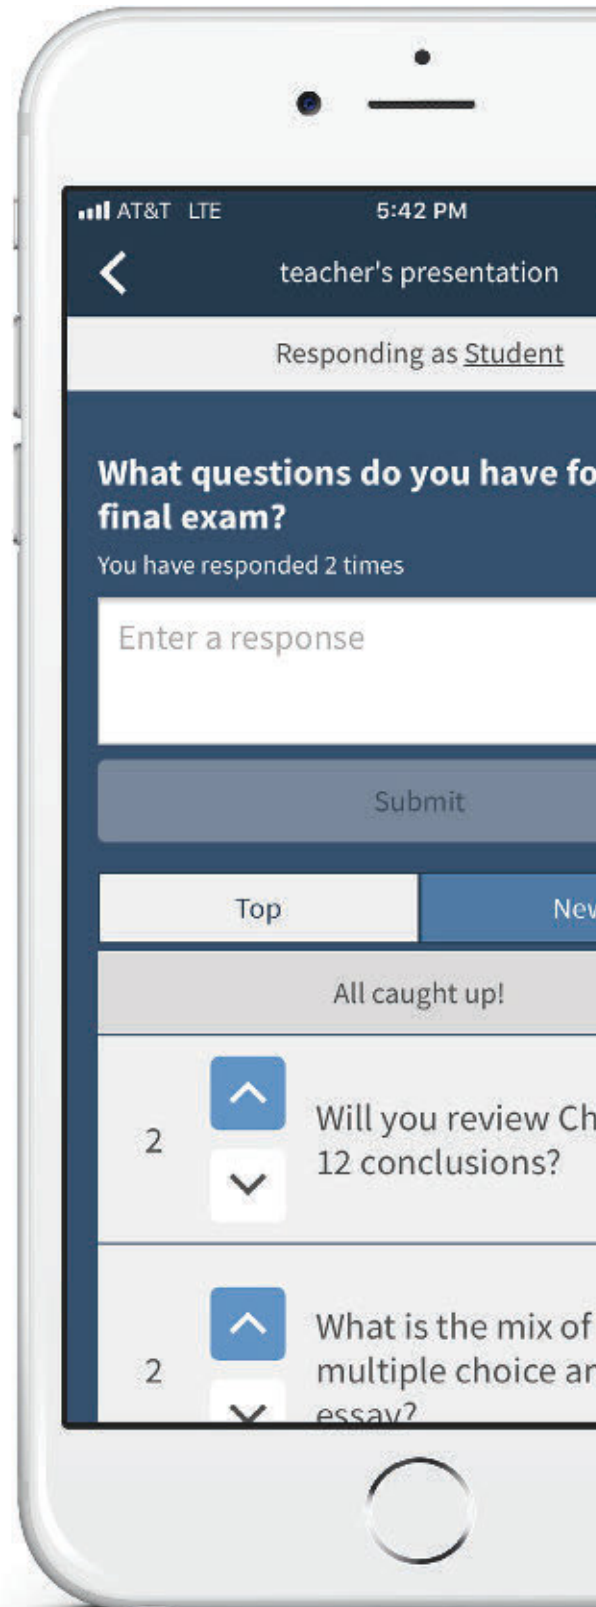 AT&T LTE 5:42 PM
teacher's presentation
Responding as Student
What questions do you have fo
final exam?
You have responded 2 times
Enter a response
Submit
Top New
All caught up!
2
Will you review Ch
12 conclusions?
2
What is the mix of
multiple choice an
essay?